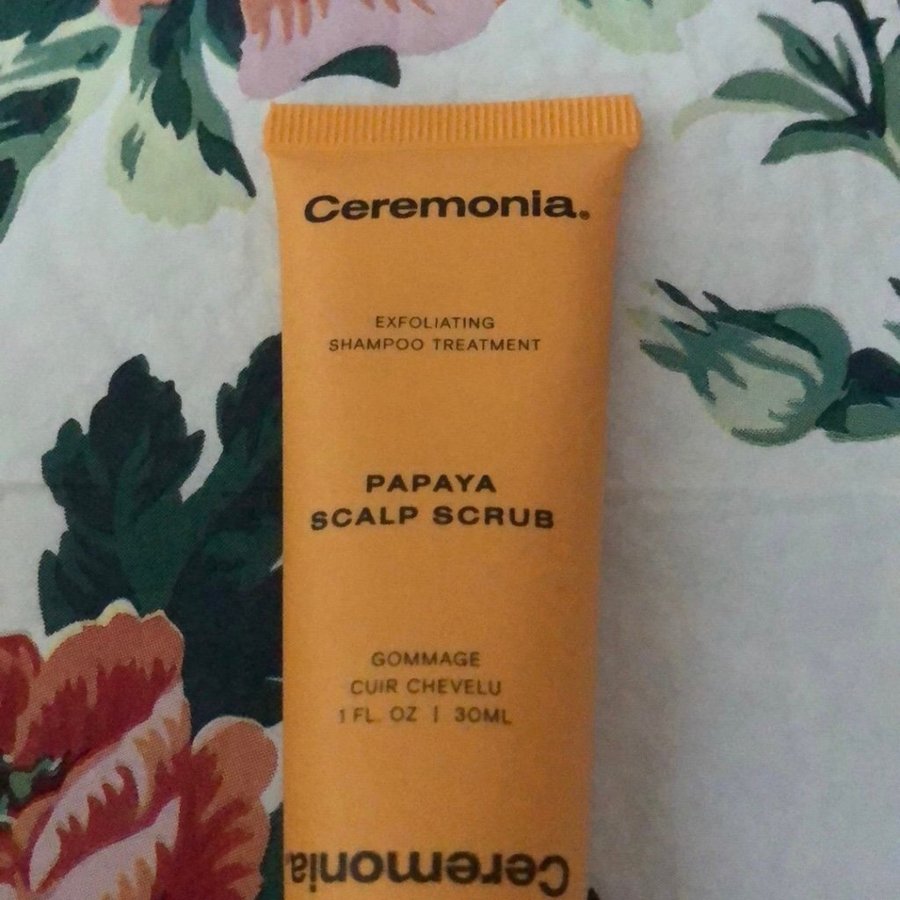 Ceremonia®
EXFOLIATING
SHAMPOO TREATMENT
PAPAYA
SCALP SCRUB
GOMMAGE
CUIR CHEVELU
1 FL. OZ | 30ML
Ceremonia®